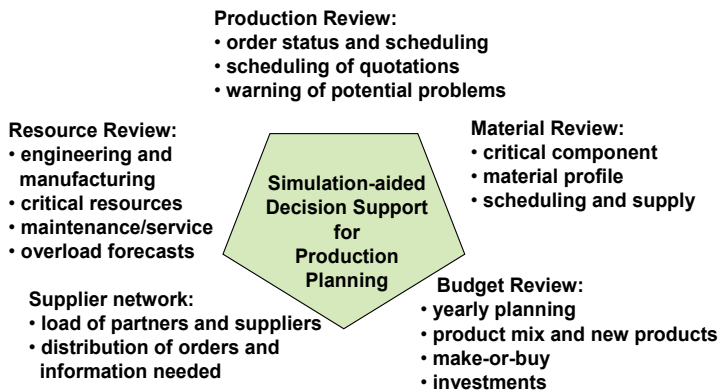 Production Review:
• order status and scheduling
• scheduling of quotations
• warning of potential problems
Resource Review:
• engineering and
manufacturing
• critical resources
• maintenance/service
• overload forecasts
Material Review:
• critical component
• material profile
• scheduling and supply
Simulation-aided
Decision Support
for
Production
Planning
Supplier network:
• load of partners and suppliers
• distribution of orders and
information needed
Budget Review:
• yearly planning
• product mix and new products
• make-or-buy
• investments